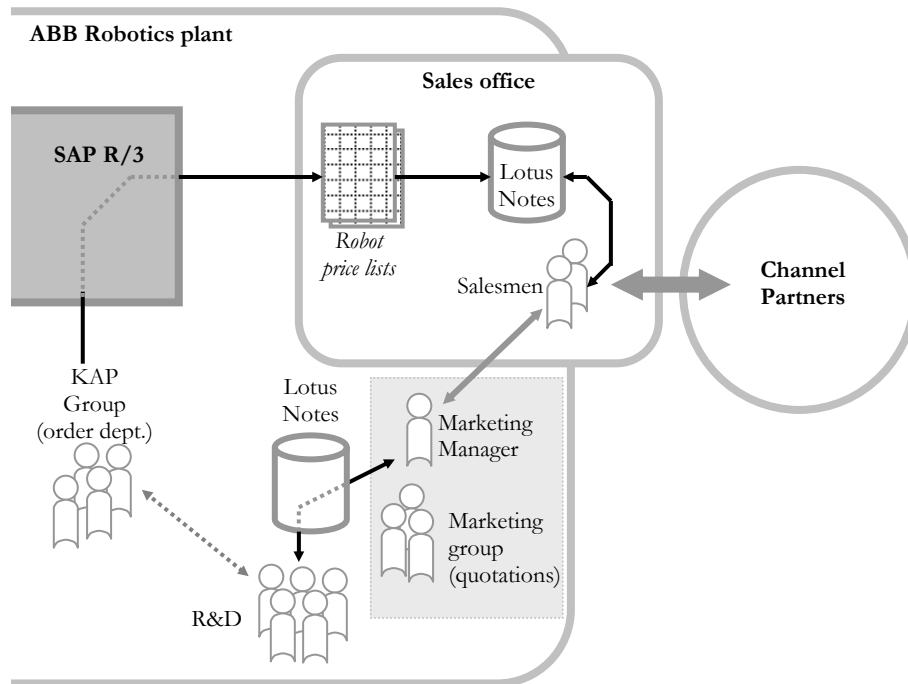 ABB Robotics plant
Sales office
SAP R/3
Lotus
Notes
Robot
price lists
Salesmen
Channel
Partners
KAP
Group
(order dept.)
Lotus
Notes
Marketing
Manager
Marketing
group
(quotations)
R&D